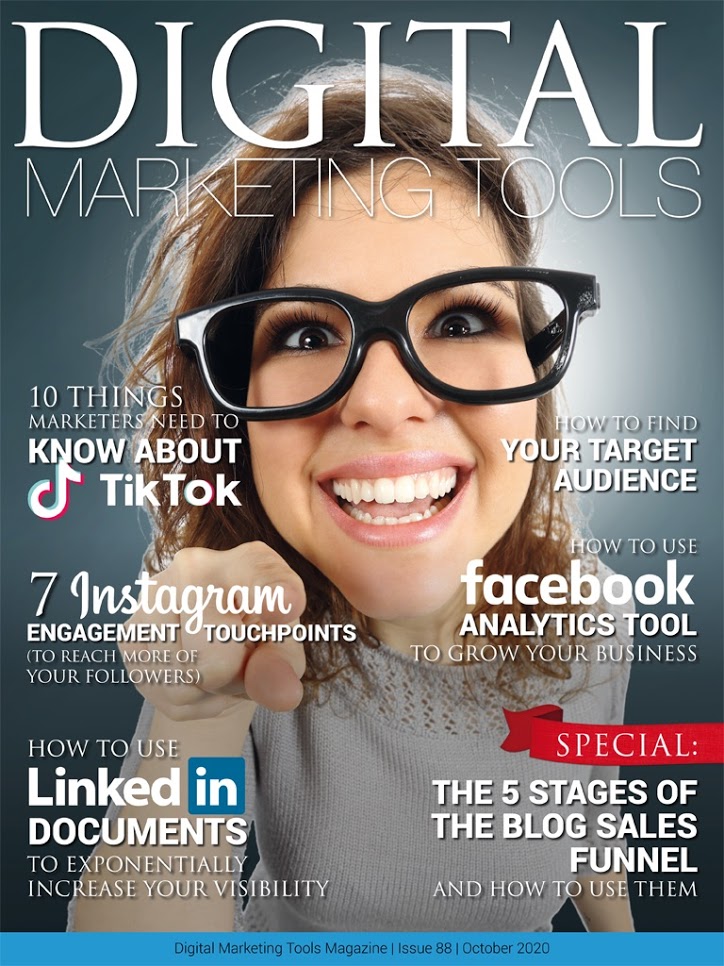 DIGITAL
MARKETING TOOLS
10 THINGS
MARKETERS NEED TO
KNOW ABOUT
TikTok
7 Instagram
ENGAGEMENT TOUCHPOINTS
(TO REACH MORE OF
YOUR FOLLOWERS)
HOW TO USE
Linked in
DOCUMENTS
TO EXPONENTIALLY
INCREASE YOUR VISIBILITY
HOW TO FIND
YOUR TARGET
AUDIENCE
HOW TO USE
facebook
ANALYTICS TOOL
TO GROW YOUR BUSINESS
SPECIAL:
THE 5 STAGES OF
THE BLOG SALES
FUNNEL
AND HOW TO USE THEM
Digital Marketing Tools Magazine | Issue 88 | October 2020